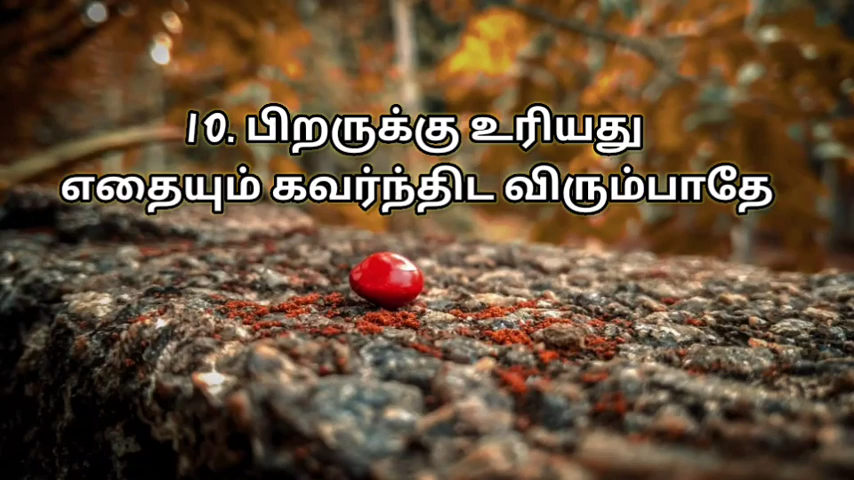 10. பிறருக்கு உரியது
எதையும் கவர்ந்திட விரும்பாதே